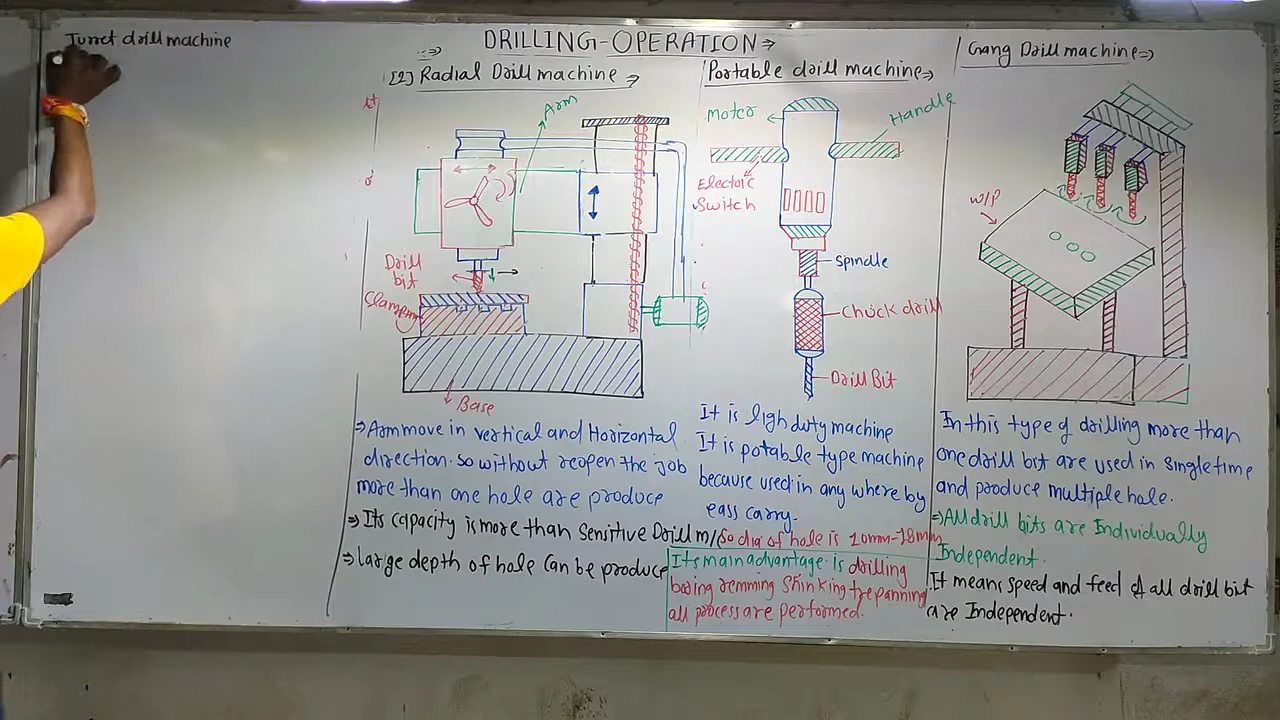 Turret drill machine
DRILLING-OPERATION⇒
[2] Radial Drill machine ⇒
Arm
Drill
bit
Clamping
Base
⇒ Arm move in vertical and Horizontal
direction. so without reopen the job
more than one hole are produce
⇒ Its capacity is more than Sensitive Drill m/c
⇒ large depth of hole can be produce
Portable drill machine⇒
Motor
Handle
Electric
Switch
Spindle
Chuck drill
Drill Bit
It is ligh duty machine
It is potable type machine
because used in any where by
eass carry.
So dia of hole is 10mm-18mm
Its main advantage is drilling
boring remming Shinking trepanning
all process are performed.
Gang Drill machine⇒
W/P
In this type of drilling more than
one drill bit are used in single time
and produce multiple hole.
⇒ All drill bits are Individually
Independent.
It means speed and feed of all drill bit
are Independent.